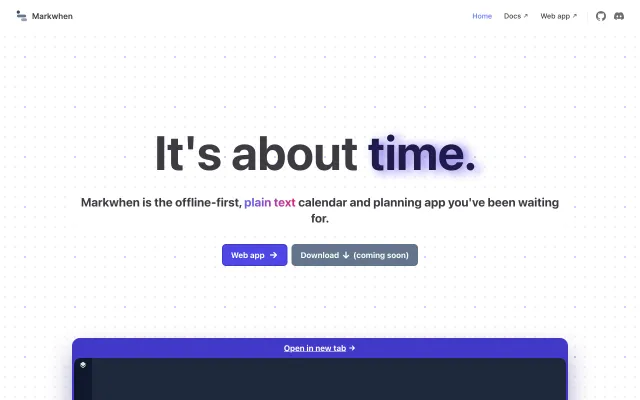 Markwhen
Home Docs ↗ Web app ↗
It's about time.
Markwhen is the offline-first, plain text calendar and planning app you've been waiting
for.
Web app → Download ↓ (coming soon)
Open in new tab →